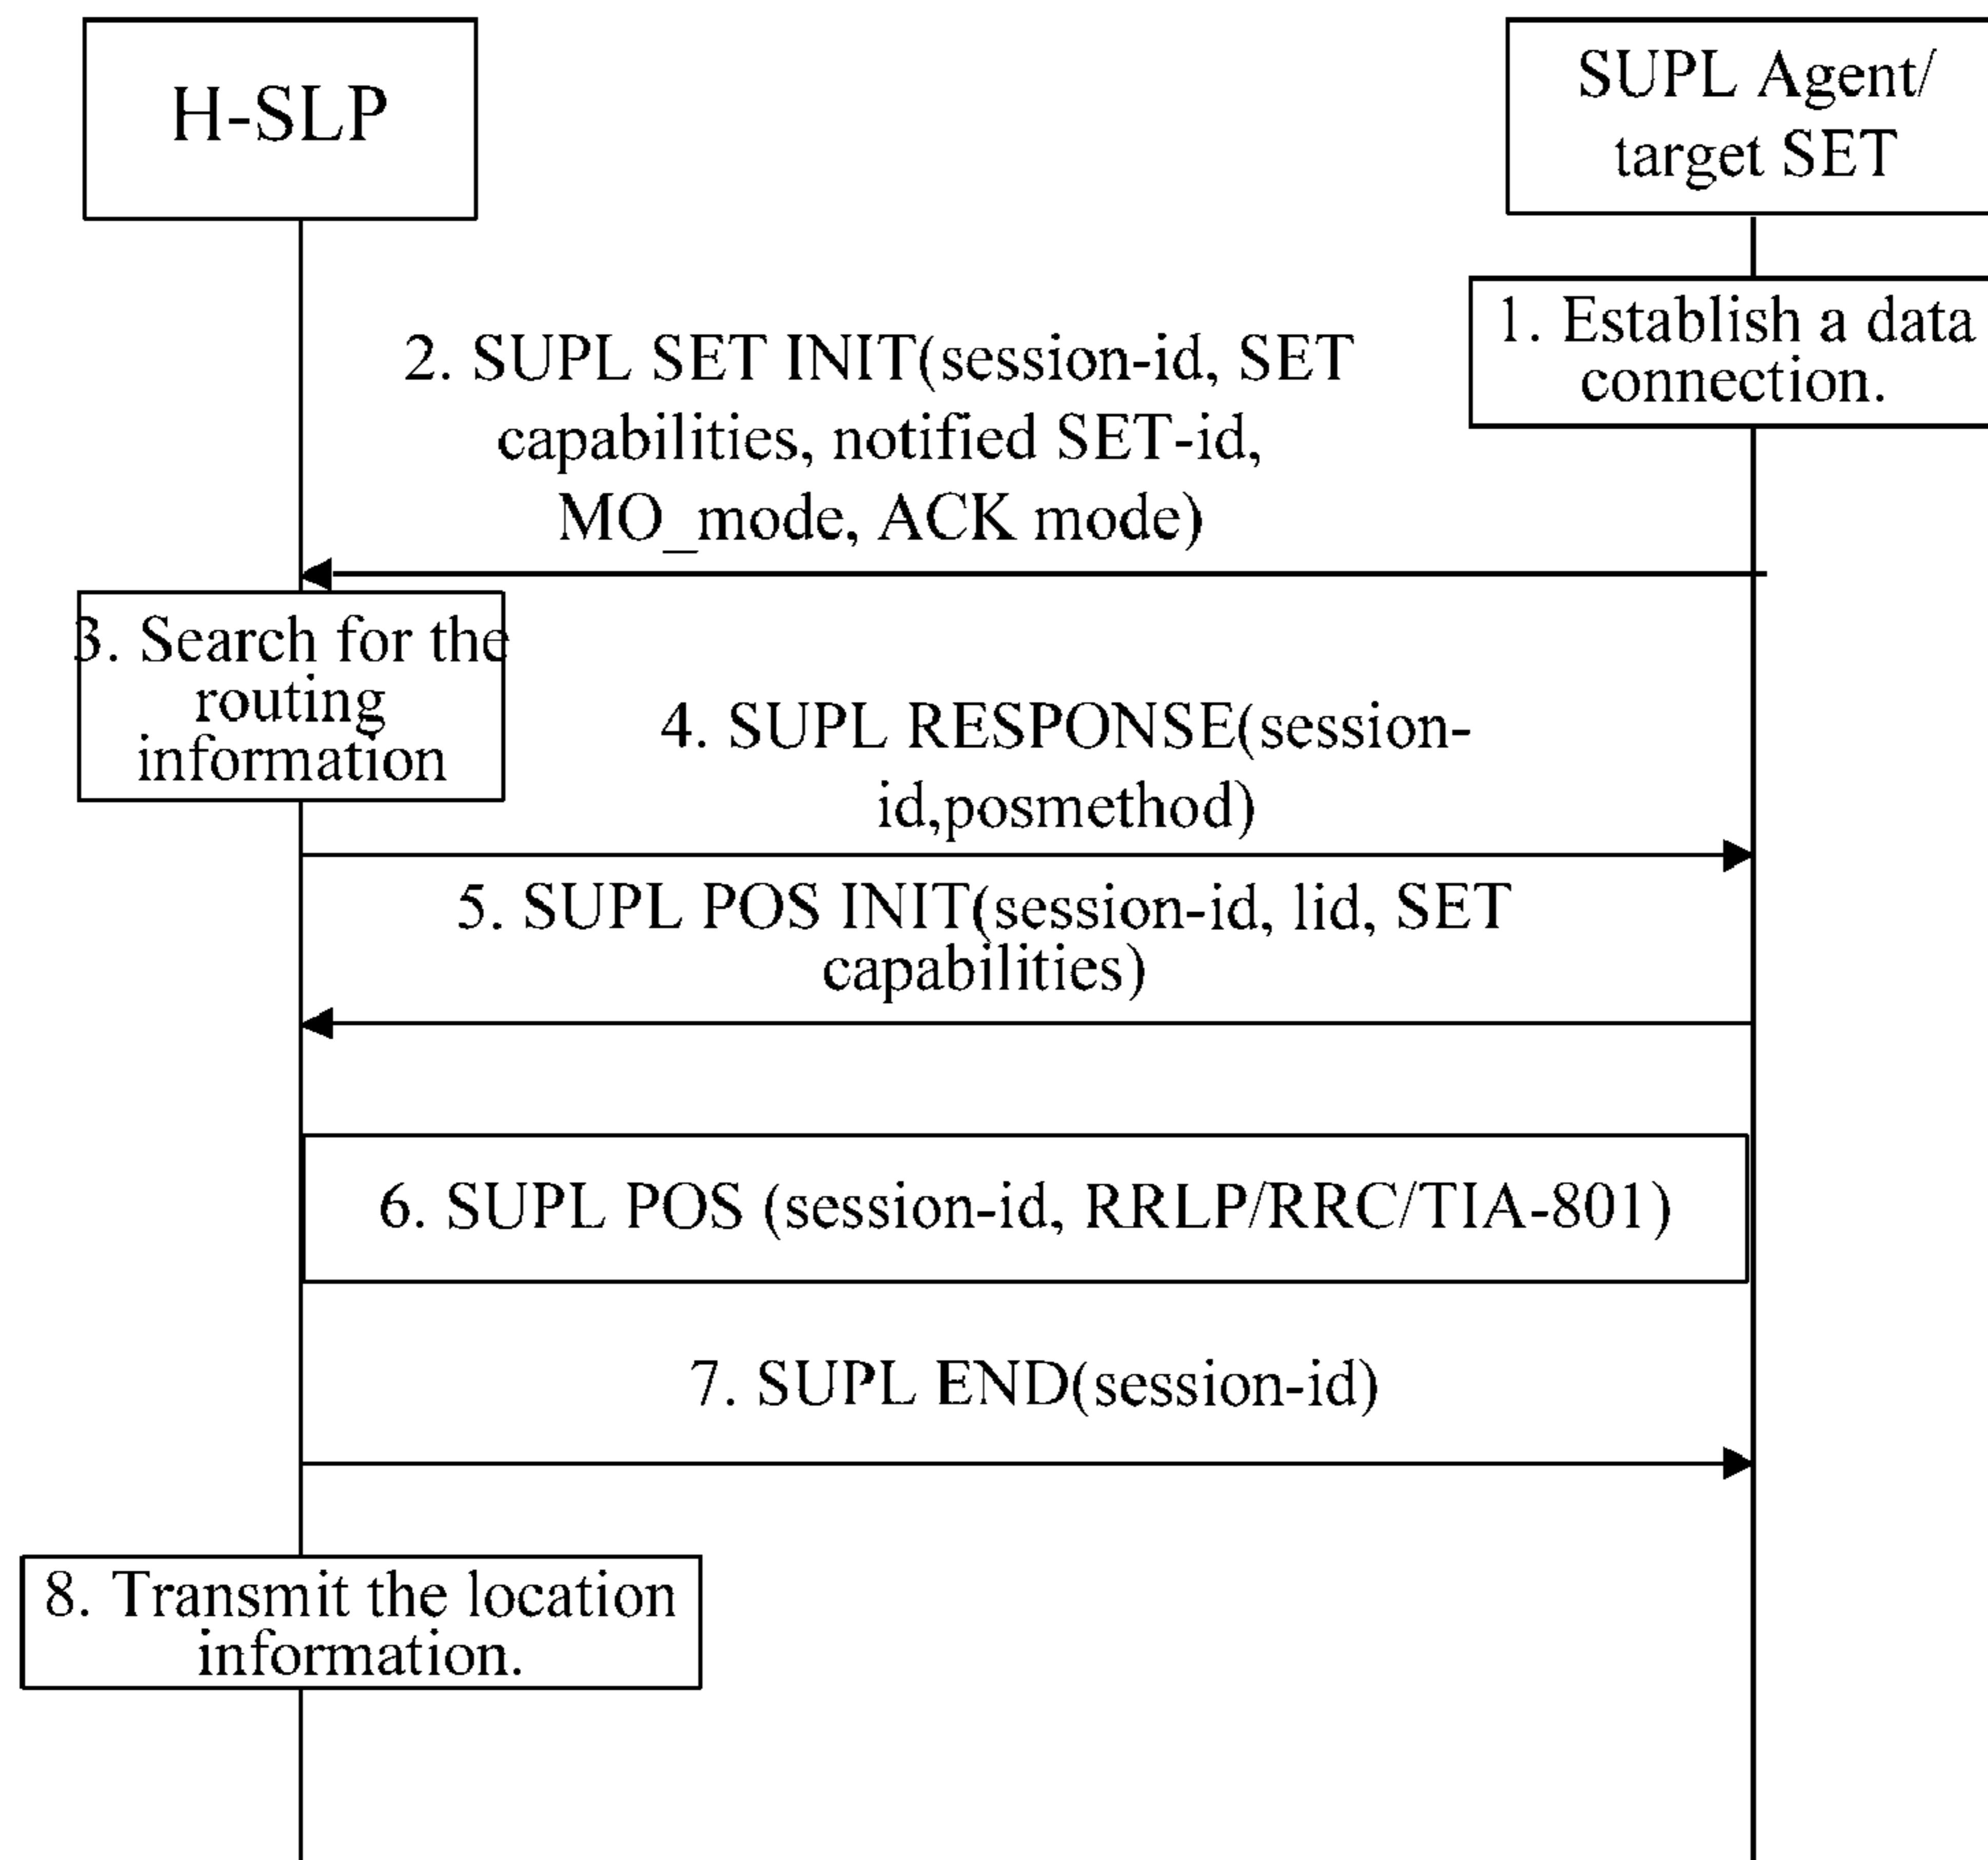 H-SLP
SUPL Agent/
target SET
1. Establish a data
connection.
2. SUPL SET INIT(session-id, SET
capabilities, notified SET-id,
MO_mode, ACK mode)
3. Search for the
routing
information
4. SUPL RESPONSE(session-
id,posmethod)
5. SUPL POS INIT(session-id, lid, SET
capabilities)
6. SUPL POS (session-id, RRLP/RRC/TIA-801)
7. SUPL END(session-id)
8. Transmit the location
information.